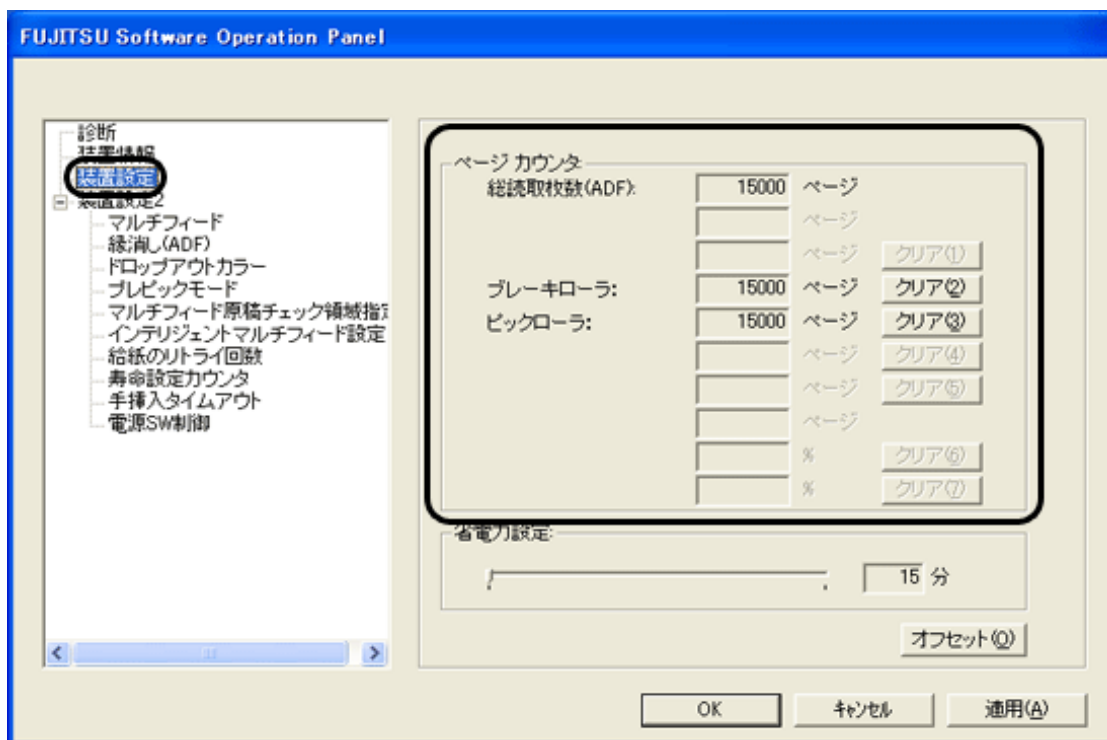 FUJITSU Software Operation Panel
診断
装置情報
装置設定
装置設定2
マルチフィード
縁消し(ADF)
ドロップアウトカラー
プレピックモード
マルチフィード原稿チェック領域指定
インテリジェントマルチフィード設定
給紙のリトライ回数
寿命設定カウンタ
手挿入タイムアウト
電源SW制御
ページ カウンタ
総読取枚数(ADF): 15000 ページ
ページ
ページ クリア(1)
ブレーキローラ: 15000 ページ クリア(2)
ピックローラ: 15000 ページ クリア(3)
ページ クリア(4)
ページ クリア(5)
ページ
% クリア(6)
% クリア(7)
省電力設定:
15 分
オフセット(O)
OK キャンセル 適用(A)